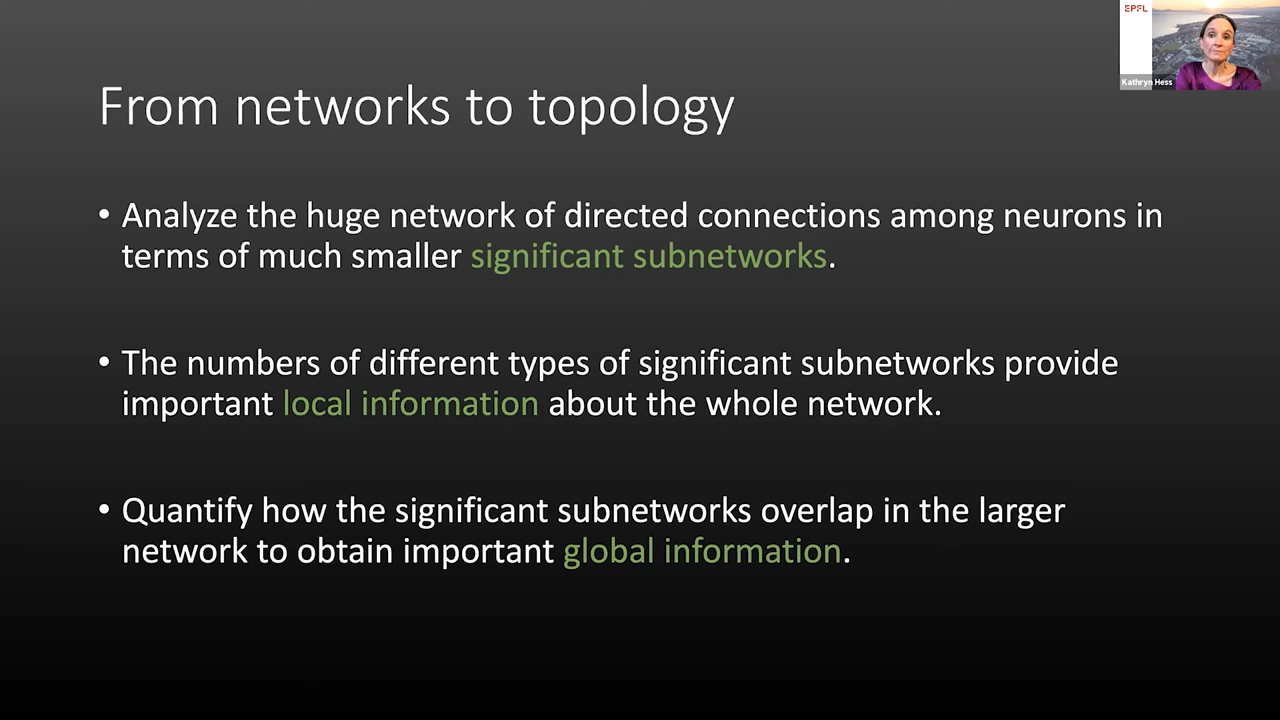 EPFL
Kathryn Hess
From networks to topology
• Analyze the huge network of directed connections among neurons in
terms of much smaller significant subnetworks.
• The numbers of different types of significant subnetworks provide
important local information about the whole network.
• Quantify how the significant subnetworks overlap in the larger
network to obtain important global information.